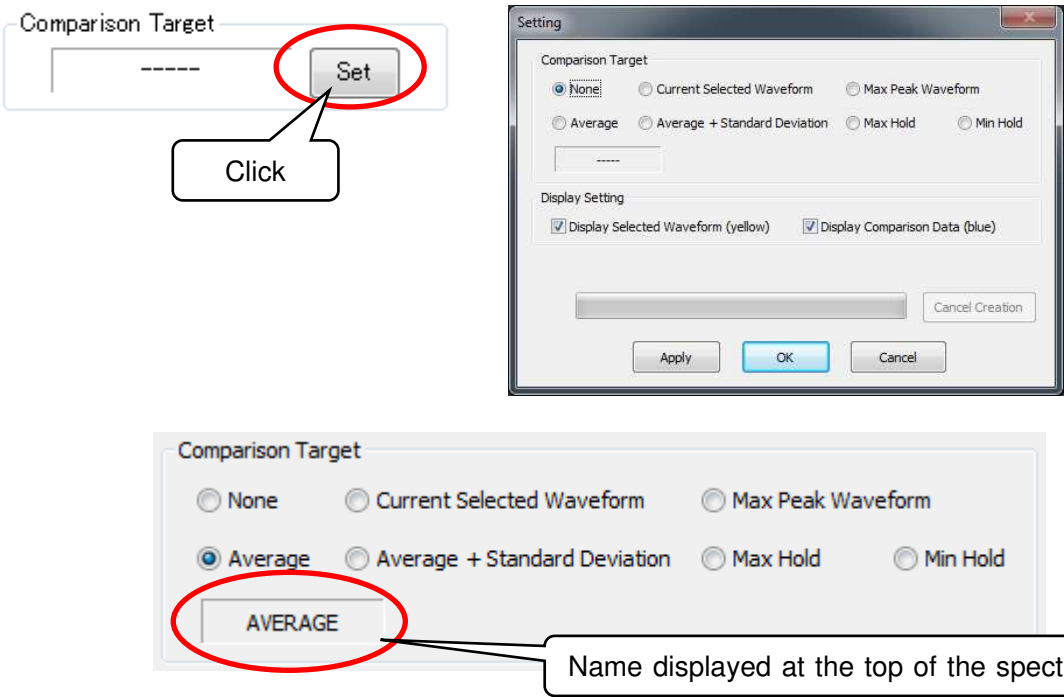 Comparison Target
----- Set
Click
Setting
Comparison Target
None Current Selected Waveform Max Peak Waveform
Average Average + Standard Deviation Max Hold Min Hold
-----
Display Setting
Display Selected Waveform (yellow) Display Comparison Data (blue)
Cancel Creation
Apply OK Cancel
Comparison Target
None Current Selected Waveform Max Peak Waveform
Average Average + Standard Deviation Max Hold Min Hold
AVERAGE
Name displayed at the top of the spect